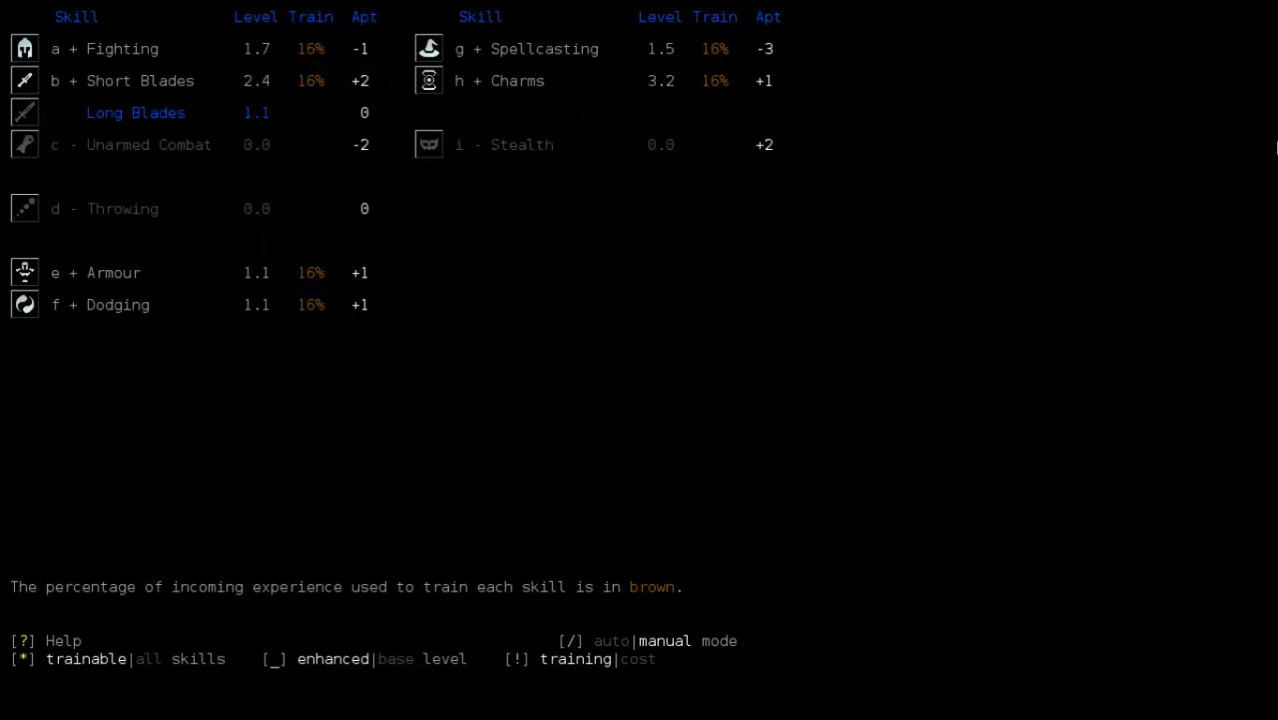 Skill Level Train Apt Skill Level Train Apt
a + Fighting 1.7 16% -1 g + Spellcasting 1.5 16% -3
b + Short Blades 2.4 16% +2 h + Charms 3.2 16% +1
Long Blades 1.1 0
c - Unarmed Combat 0.0 -2 i - Stealth 0.0 +2
d - Throwing 0.0 0
e + Armour 1.1 16% +1
f + Dodging 1.1 16% +1
The percentage of incoming experience used to train each skill is in brown.
[?] Help [/] auto|manual mode
[*] trainable|all skills [_] enhanced|base level [!] training|cost